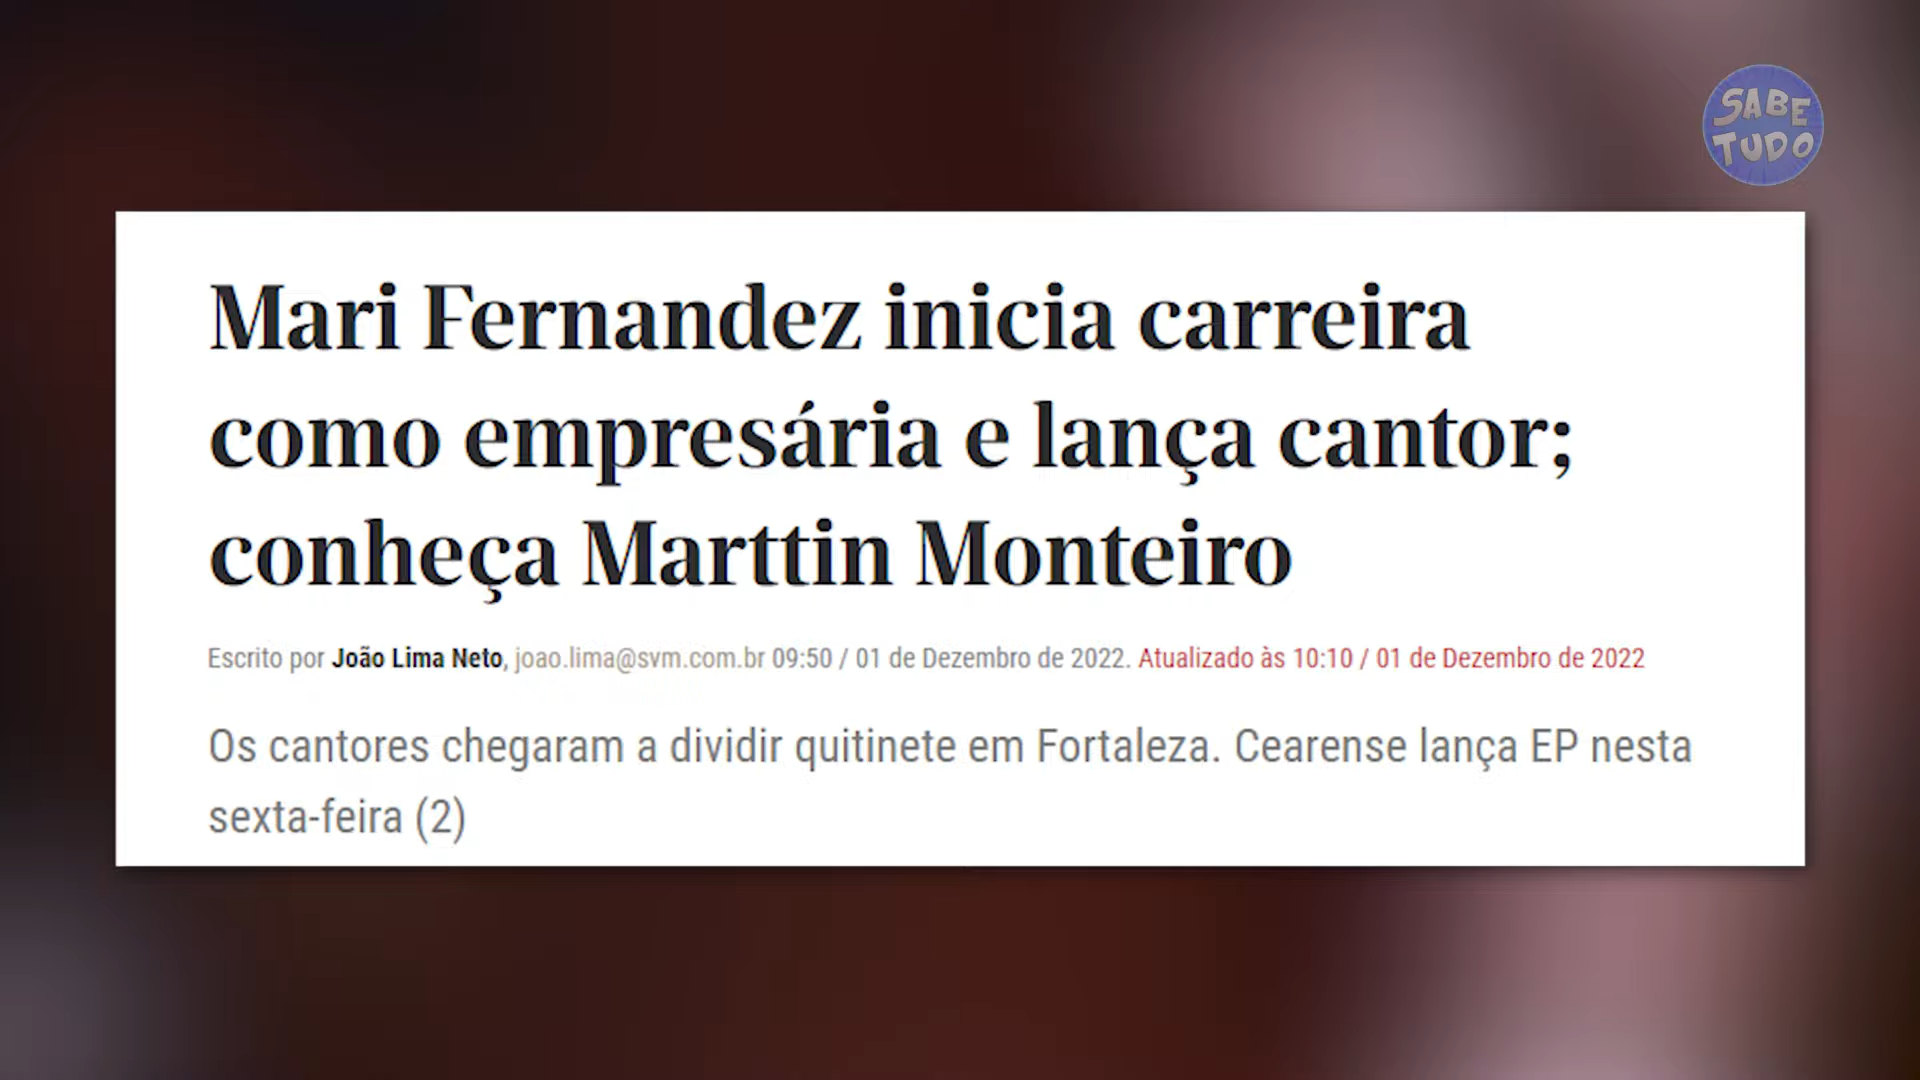 SABE
TUDO
Mari Fernandez inicia carreira
como empresária e lança cantor;
conheça Marttin Monteiro
Escrito por João Lima Neto, joao.lima@svm.com.br 09:50 / 01 de Dezembro de 2022. Atualizado às 10:10 / 01 de Dezembro de 2022
Os cantores chegaram a dividir quitinete em Fortaleza. Cearense lança EP nesta
sexta-feira (2)